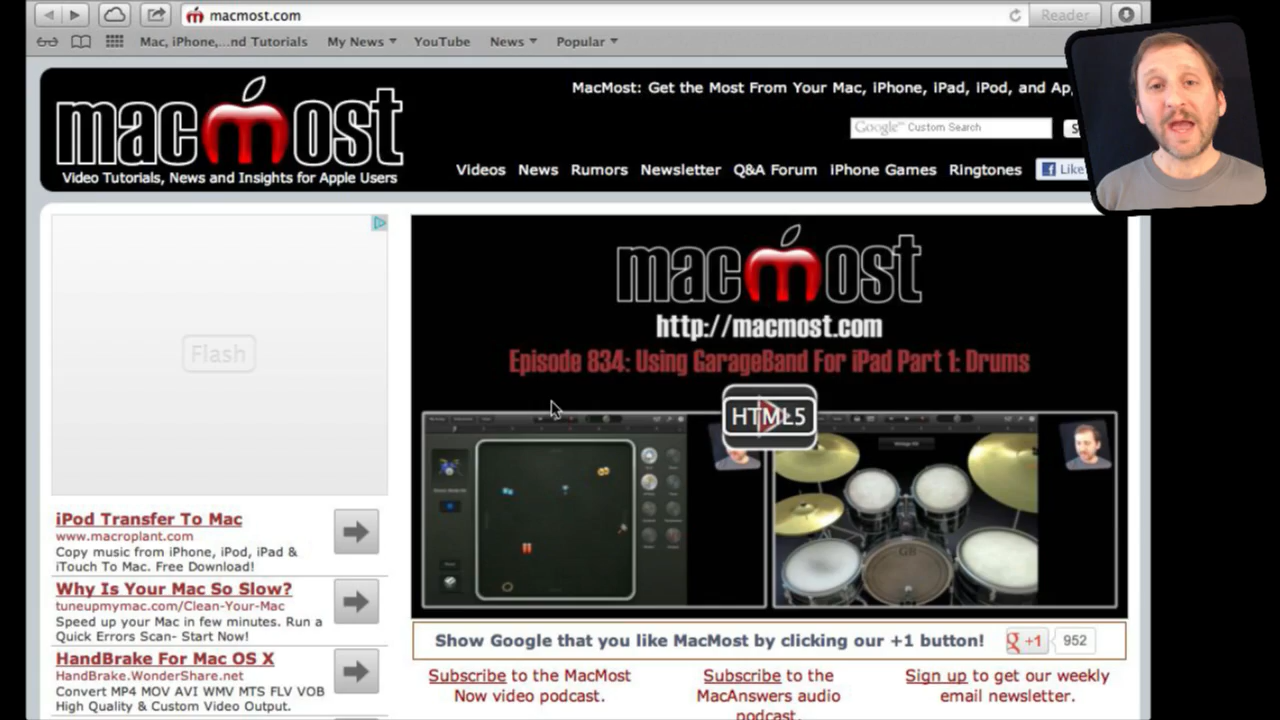 macmost.com
Reader
Mac, iPhone,...nd Tutorials
My News
YouTube
News
Popular
macmost
Video Tutorials, News and Insights for Apple Users
MacMost: Get the Most From Your Mac, iPhone, iPad, iPod, and
Google™ Custom Search
Videos
News
Rumors
Newsletter
Q&A Forum
iPhone Games
Ringtones
Like
Flash
macmost
http://macmost.com
Episode 834: Using GarageBand For iPad Part 1: Drums
HTML5
iPod Transfer To Mac
www.macroplant.com
Copy music from iPhone, iPod, iPad &
iTouch To Mac. Free Download!
Why Is Your Mac So Slow?
tuneupmymac.com/Clean-Your-Mac
Speed up your Mac in few minutes. Run a
Quick Errors Scan- Start Now!
HandBrake For Mac OS X
HandBrake.WonderShare.net
Convert MP4 MOV AVI WMV MTS FLV VOB
High Quality & Custom Video Output.
Show Google that you like MacMost by clicking our +1 button!
g +1
952
Subscribe to the MacMost
Now video podcast.
Subscribe to the
MacAnswers audio
podcast.
Sign up to get our weekly
email newsletter.